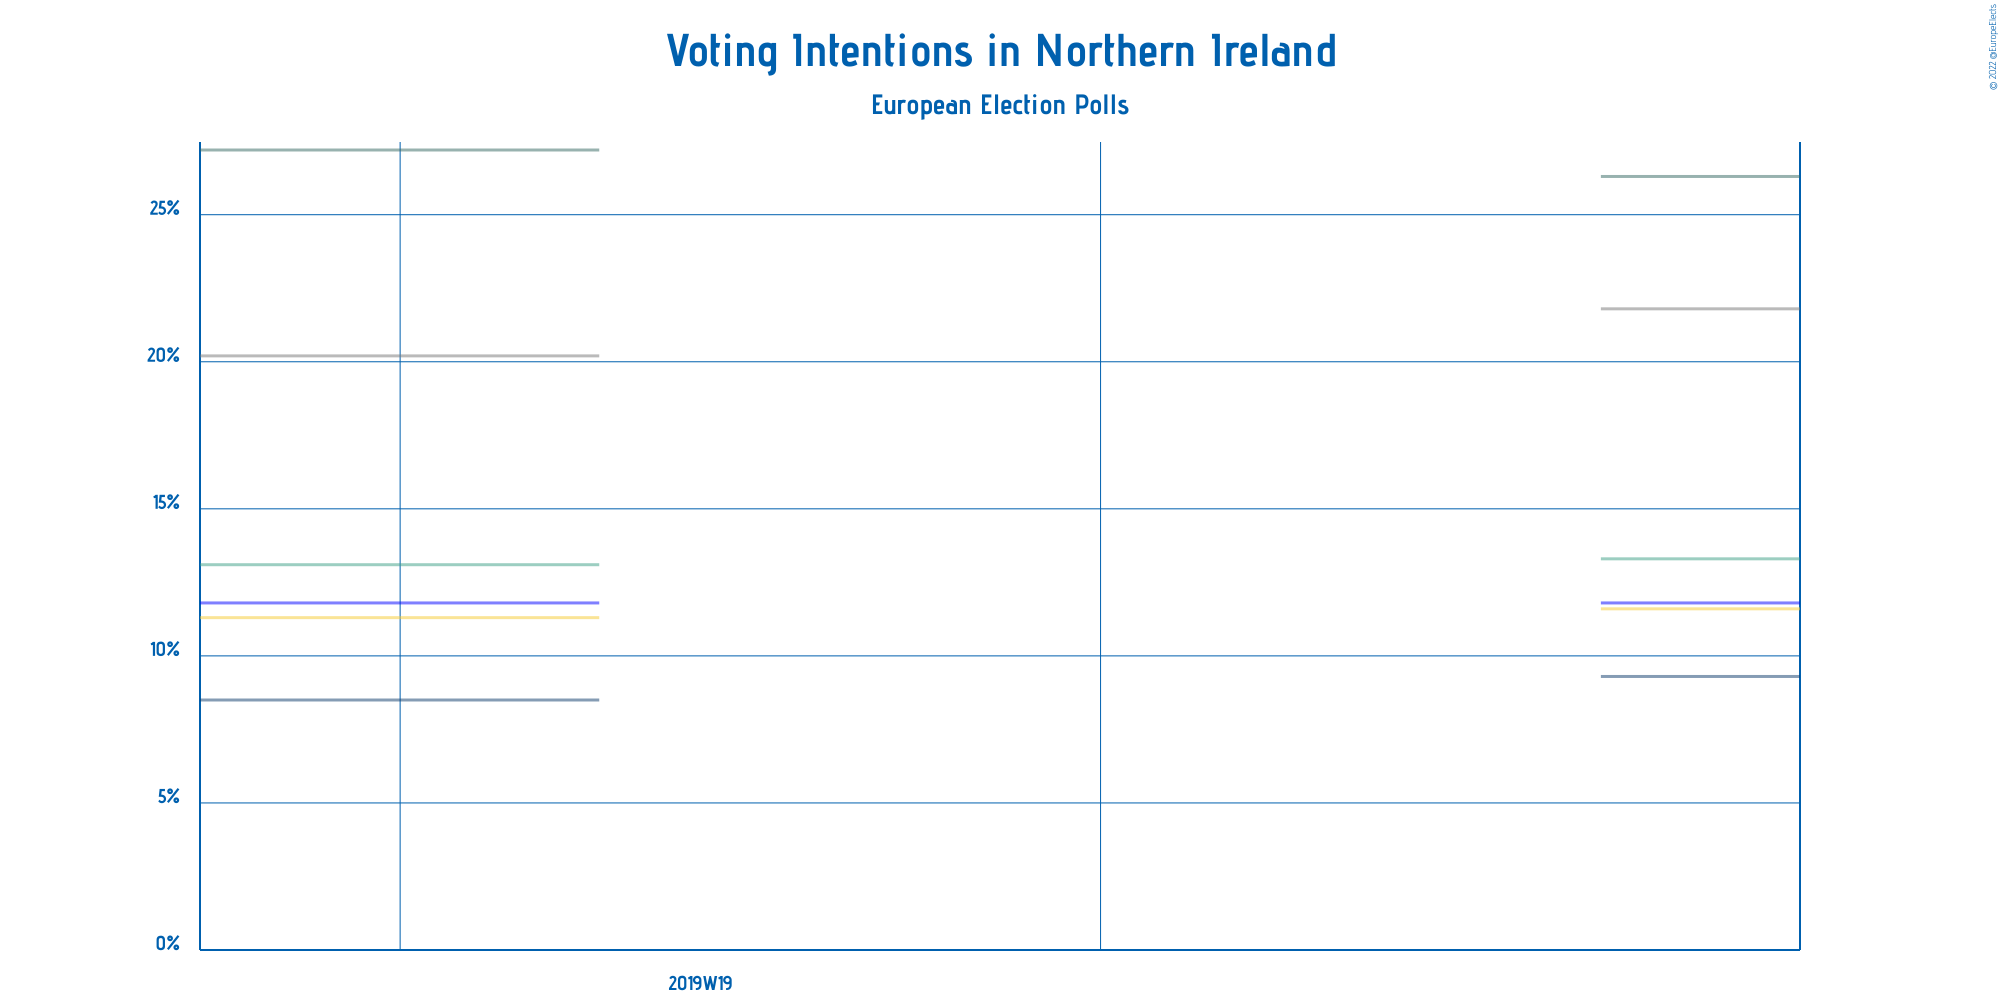 Voting Intentions in Northern Ireland
European Election Polls
© 2022 @EuropeElects
25%
20%
15%
10%
5%
0%
2019W19